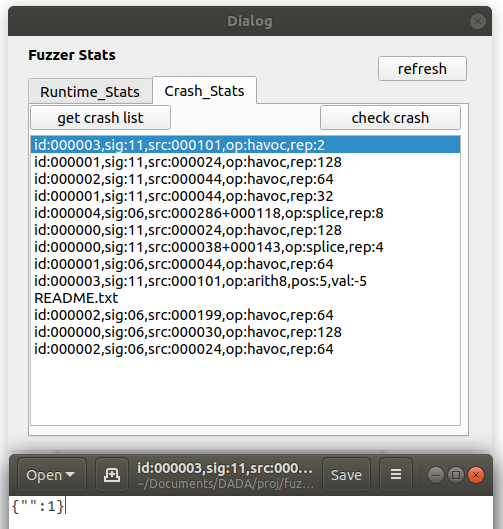 Dialog
Fuzzer Stats
refresh
Runtime_Stats Crash_Stats
get crash list check crash
id:000003,sig:11,src:000101,op:havoc,rep:2
id:000001,sig:11,src:000024,op:havoc,rep:128
id:000002,sig:11,src:000044,op:havoc,rep:64
id:000001,sig:11,src:000044,op:havoc,rep:32
id:000004,sig:06,src:000286+000118,op:splice,rep:8
id:000000,sig:11,src:000024,op:havoc,rep:128
id:000000,sig:11,src:000038+000143,op:splice,rep:4
id:000001,sig:06,src:000044,op:havoc,rep:64
id:000003,sig:11,src:000101,op:arith8,pos:5,val:-5
README.txt
id:000002,sig:06,src:000199,op:havoc,rep:64
id:000000,sig:06,src:000030,op:havoc,rep:128
id:000002,sig:06,src:000024,op:havoc,rep:64
Open id:000003,sig:11,src:000… Save
~/Documents/DADA/proj/fuz…
{"":1}